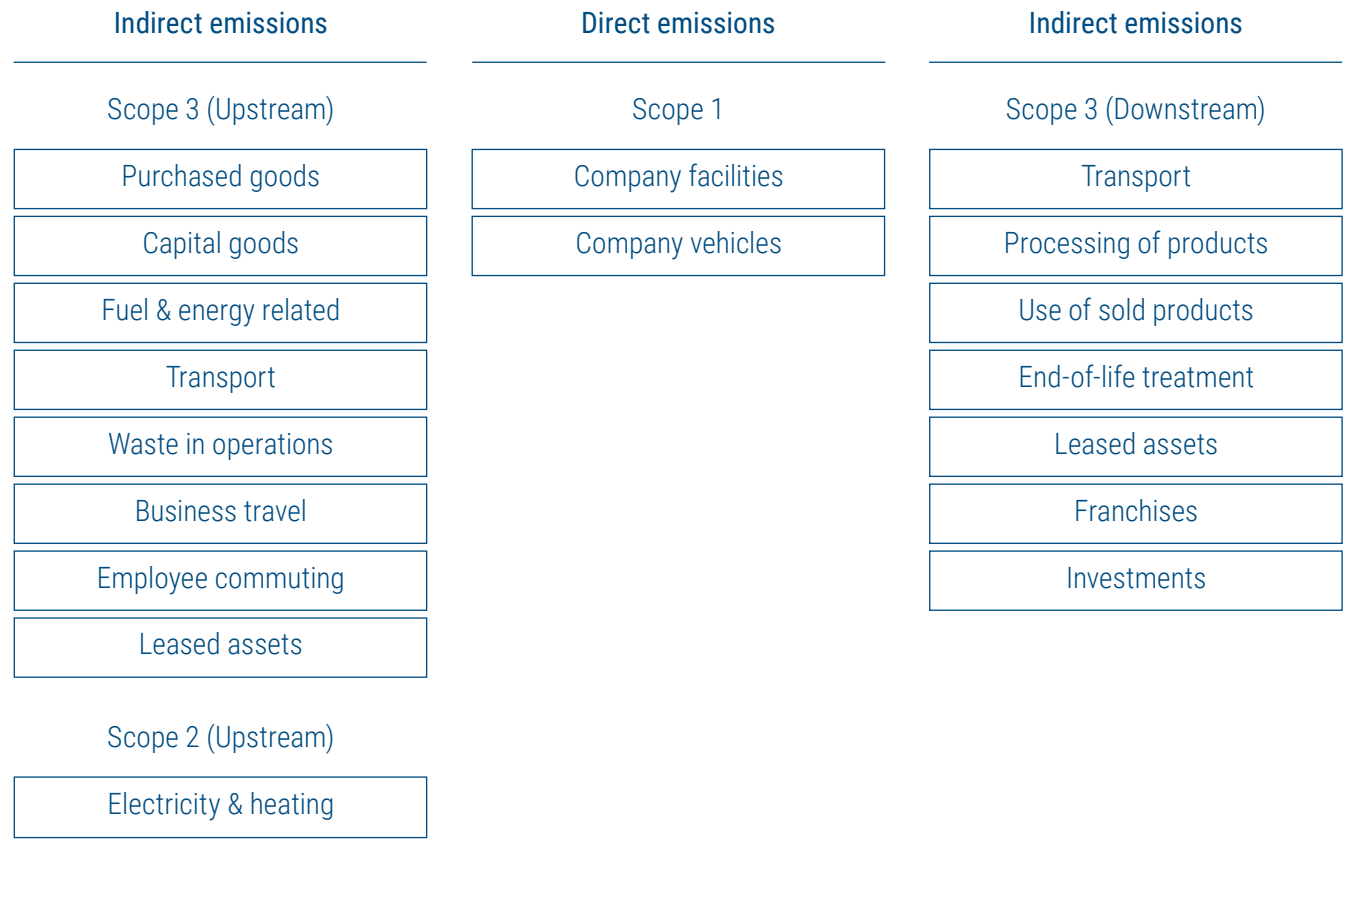 Indirect emissions
Scope 3 (Upstream)
Purchased goods
Capital goods
Fuel & energy related
Transport
Waste in operations
Business travel
Employee commuting
Leased assets
Scope 2 (Upstream)
Electricity & heating
Direct emissions
Scope 1
Company facilities
Company vehicles
Indirect emissions
Scope 3 (Downstream)
Transport
Processing of products
Use of sold products
End-of-life treatment
Leased assets
Franchises
Investments